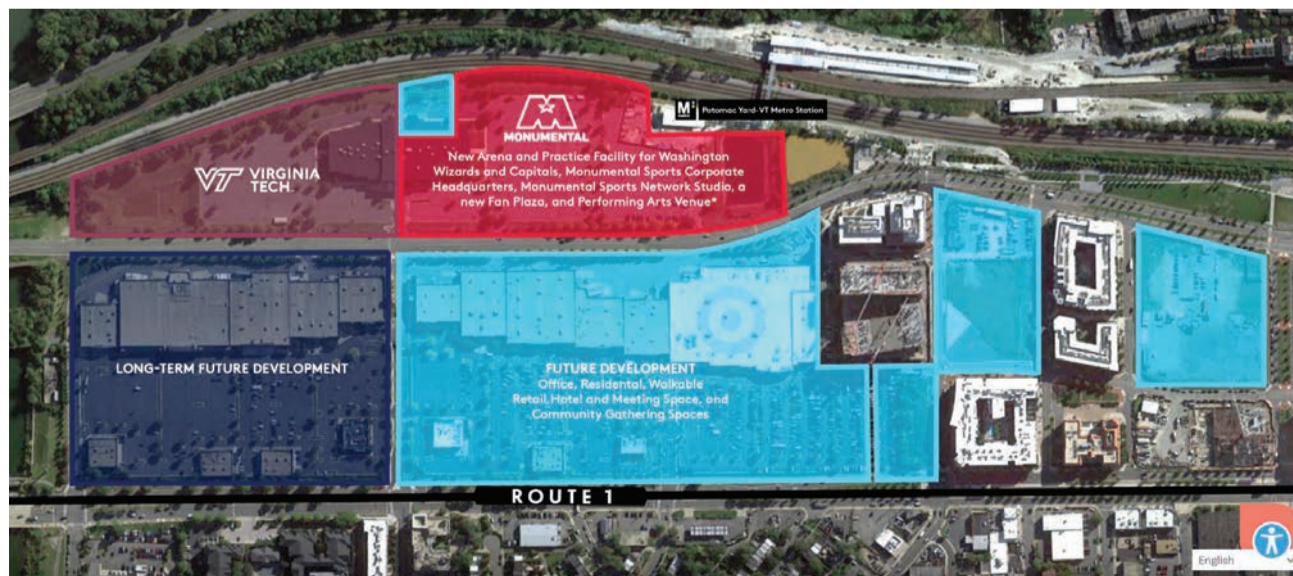 MONUMENTAL
New Arena and Practice Facility for Washington
Wizards and Capitals, Monumental Sports Corporate
Headquarters, Monumental Sports Network Studio, a
new Fan Plaza, and Performing Arts Venue*
M
Potomac Yard-VT Metro Station
VT VIRGINIA
TECH
LONG-TERM FUTURE DEVELOPMENT
FUTURE DEVELOPMENT
Office, Residental, Walkable
Retail, Hotel and Meeting Space, and
Community Gathering Spaces
ROUTE 1
English